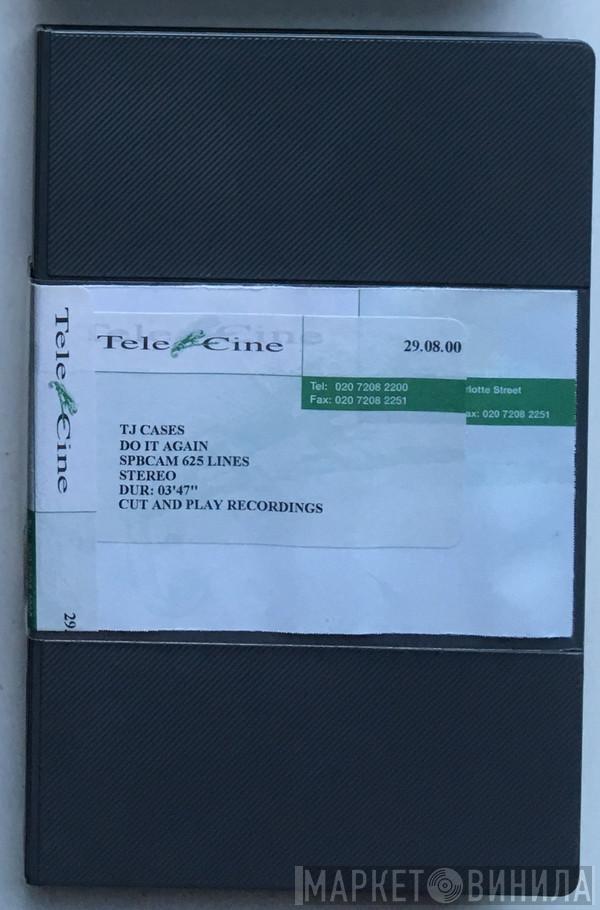 Tele Cine
29.08.00
Tel: 020 7208 2200
Fax: 020 7208 2251
rlotte Street
ax: 020 7208 2251
TJ CASES
DO IT AGAIN
SPBCAM 625 LINES
STEREO
DUR: 03'47"
CUT AND PLAY RECORDINGS
Tele Cine
29
МАРКЕТ ВИНИЛА